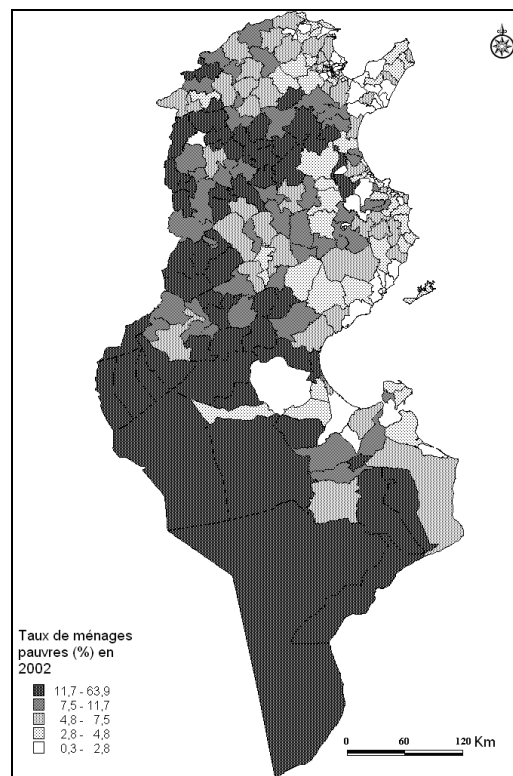 Taux de ménages
pauvres (%) en
2002
11,7 - 63,9
7,5 - 11,7
4,8 - 7,5
2,8 - 4,8
0,3 - 2,8
0 60 120 Km